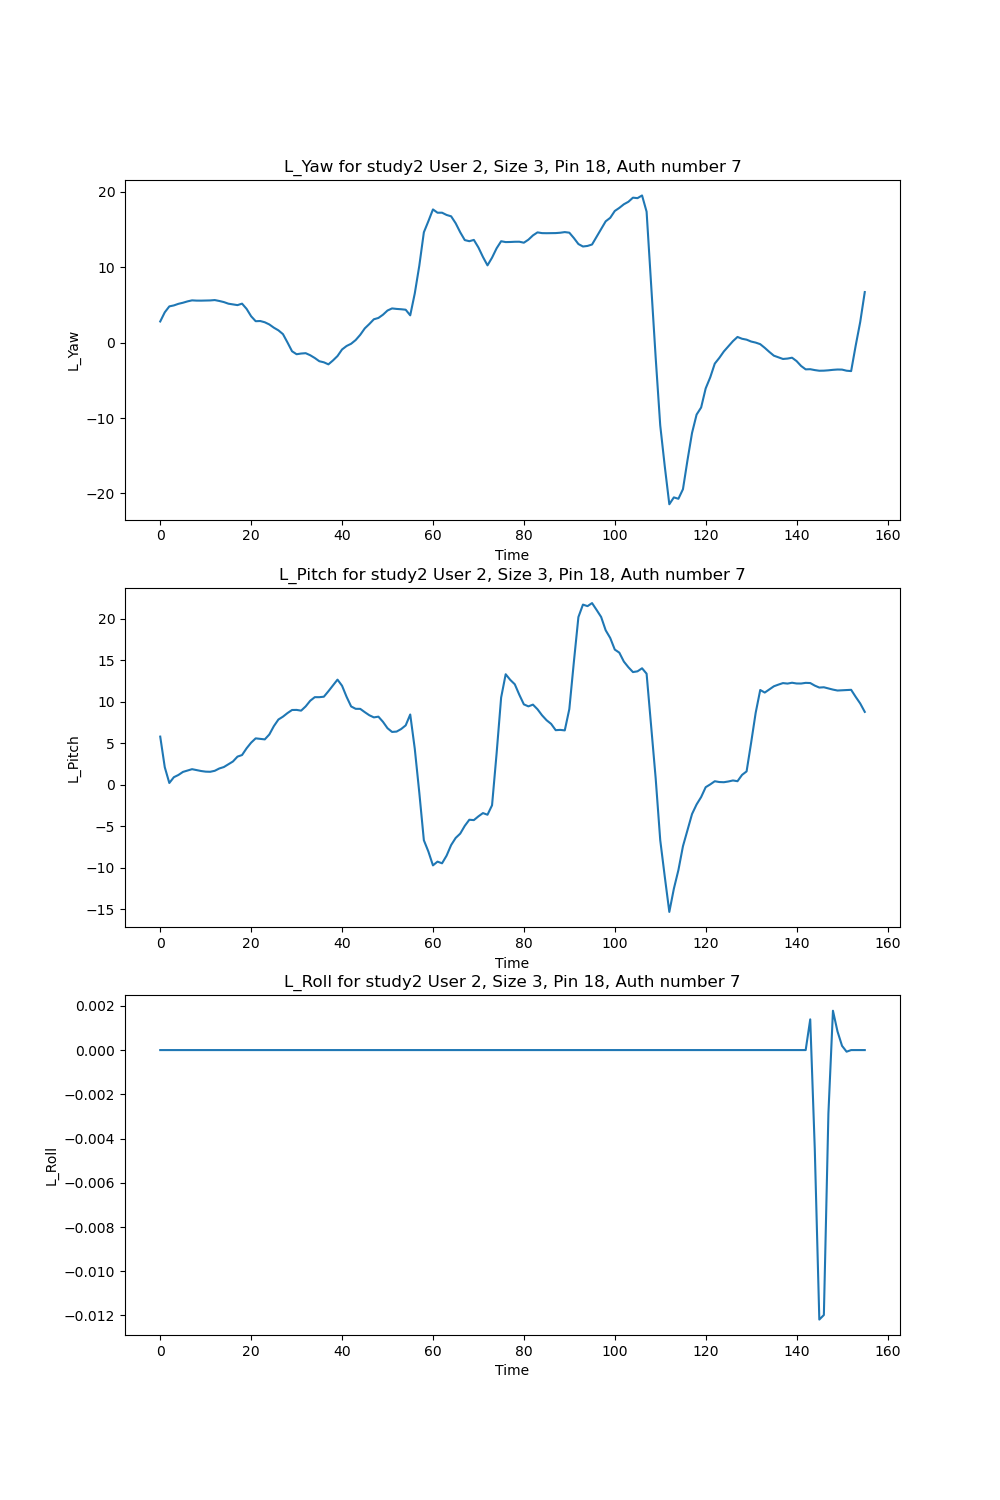 L_Yaw for study2 User 2, Size 3, Pin 18, Auth number 7
20
10
0
−10
−20
L_Yaw
0 20 40 60 80 100 120 140 160
Time
L_Pitch for study2 User 2, Size 3, Pin 18, Auth number 7
20
15
10
5
0
−5
−10
−15
L_Pitch
0 20 40 60 80 100 120 140 160
Time
L_Roll for study2 User 2, Size 3, Pin 18, Auth number 7
0.002
0.000
−0.002
−0.004
−0.006
−0.008
−0.010
−0.012
L_Roll
0 20 40 60 80 100 120 140 160
Time